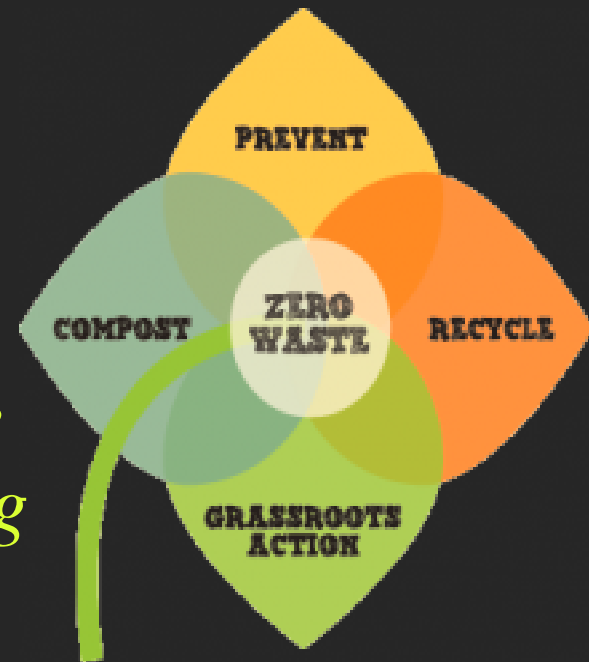 PREVENT
COMPOST
ZERO
WASTE
RECYCLE
g
GRASSROOTS
ACTION